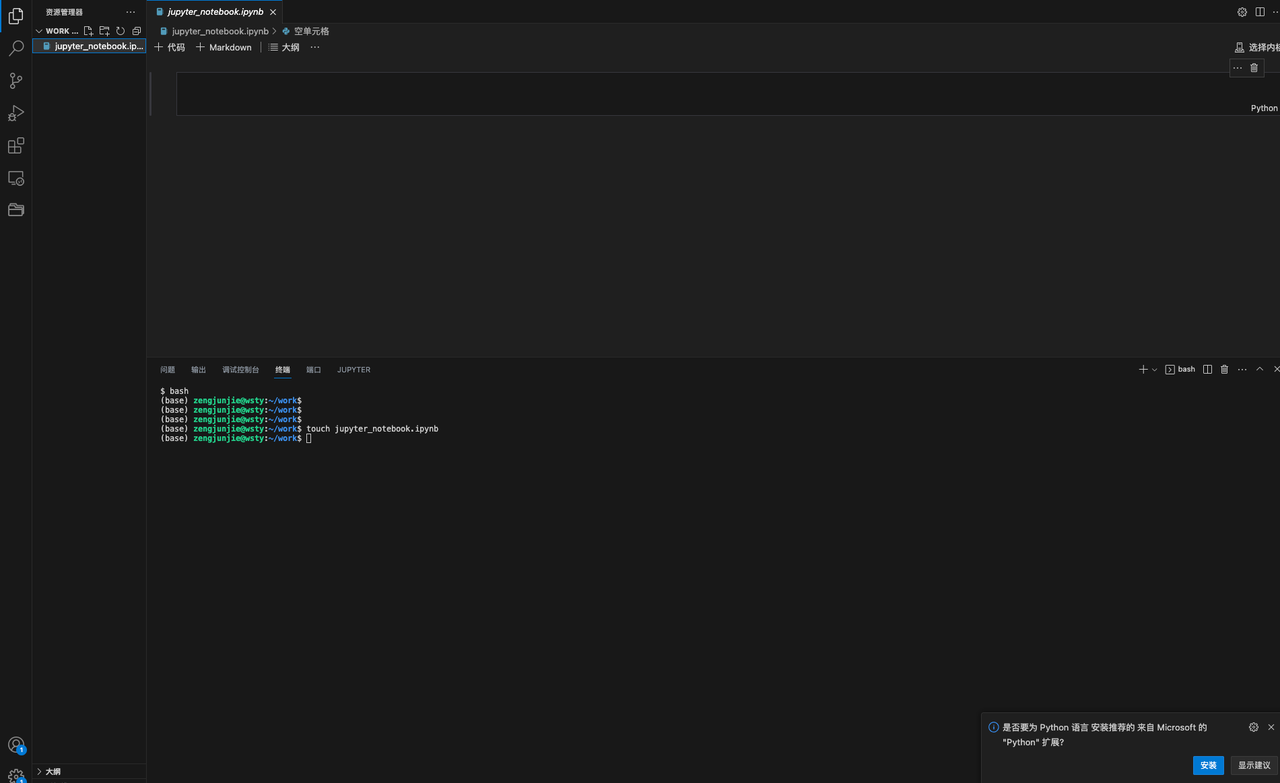 资源管理器
jupyter_notebook.ipynb
WORK ...
jupyter_notebook.ipynb > 空单元格
jupyter_notebook.ip...
代码 Markdown 大纲
选择内核
Python
问题 输出 调试控制台 终端 端口 JUPYTER
bash
$ bash
(base) zengjunjie@wsty:~/work$
(base) zengjunjie@wsty:~/work$
(base) zengjunjie@wsty:~/work$
(base) zengjunjie@wsty:~/work$ touch jupyter_notebook.ipynb
(base) zengjunjie@wsty:~/work$
是否要为 Python 语言 安装推荐的 来自 Microsoft 的
"Python" 扩展?
安装 显示建议
1
大纲
1